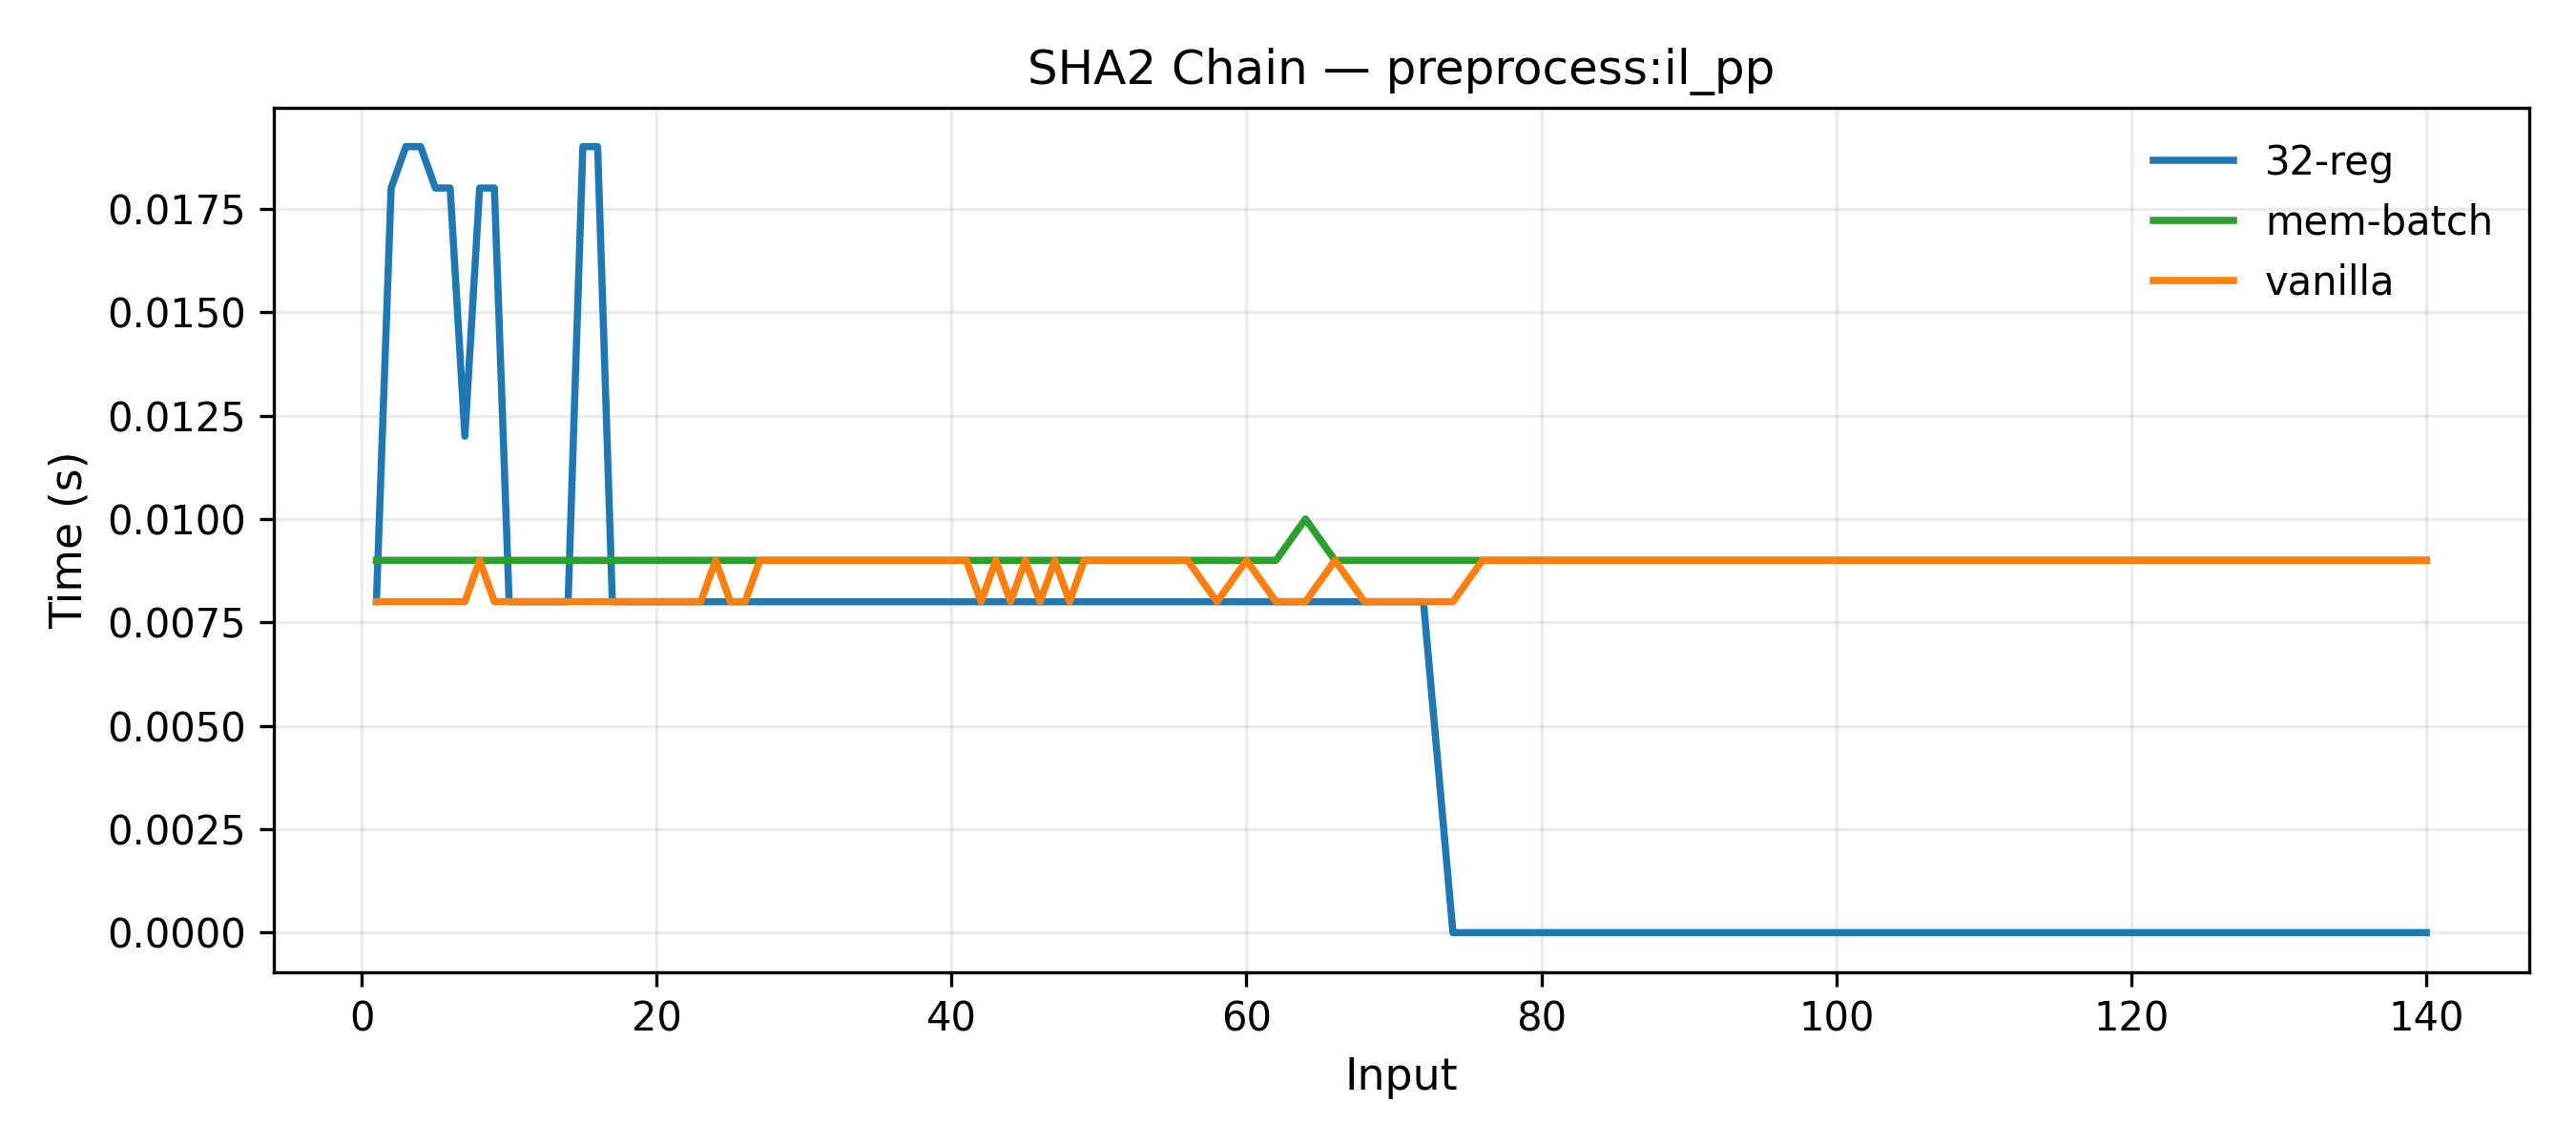 SHA2 Chain — preprocess:il_pp
32-reg
mem-batch
vanilla
Time (s)
0.0175
0.0150
0.0125
0.0100
0.0075
0.0050
0.0025
0.0000
0 20 40 60 80 100 120 140
Input